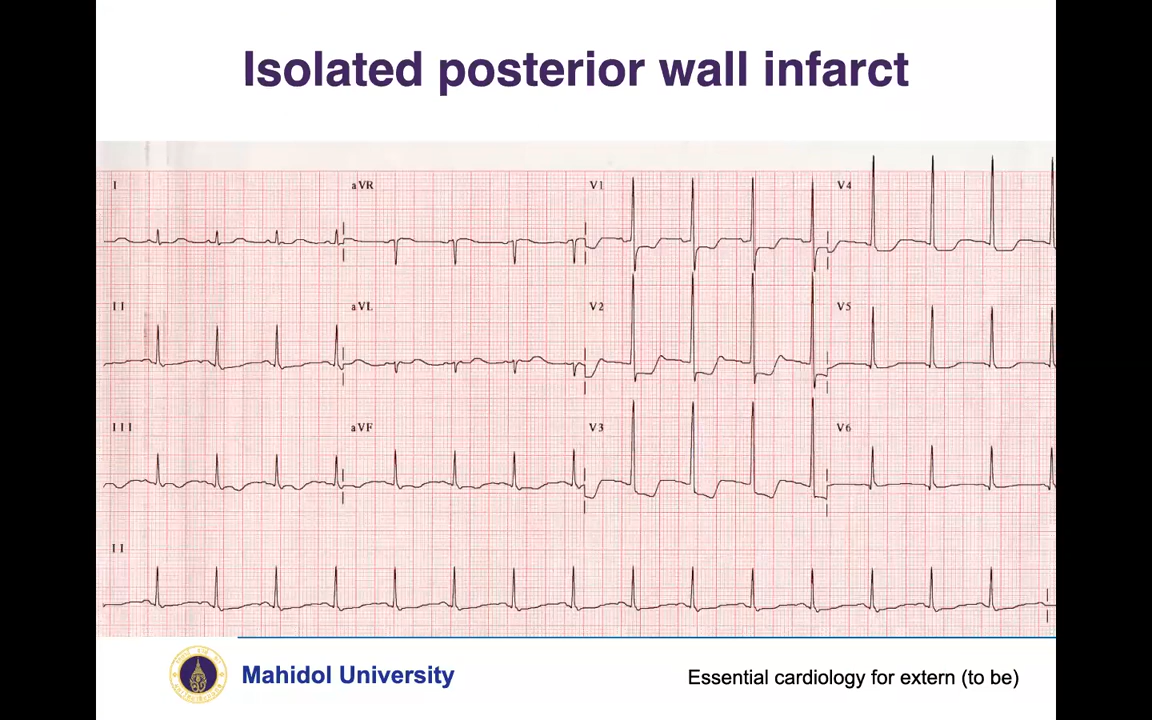 Isolated posterior wall infarct
I aVR V1 V4
II aVL V2 V5
III aVF V3 V6
II
Mahidol University
Essential cardiology for extern (to be)